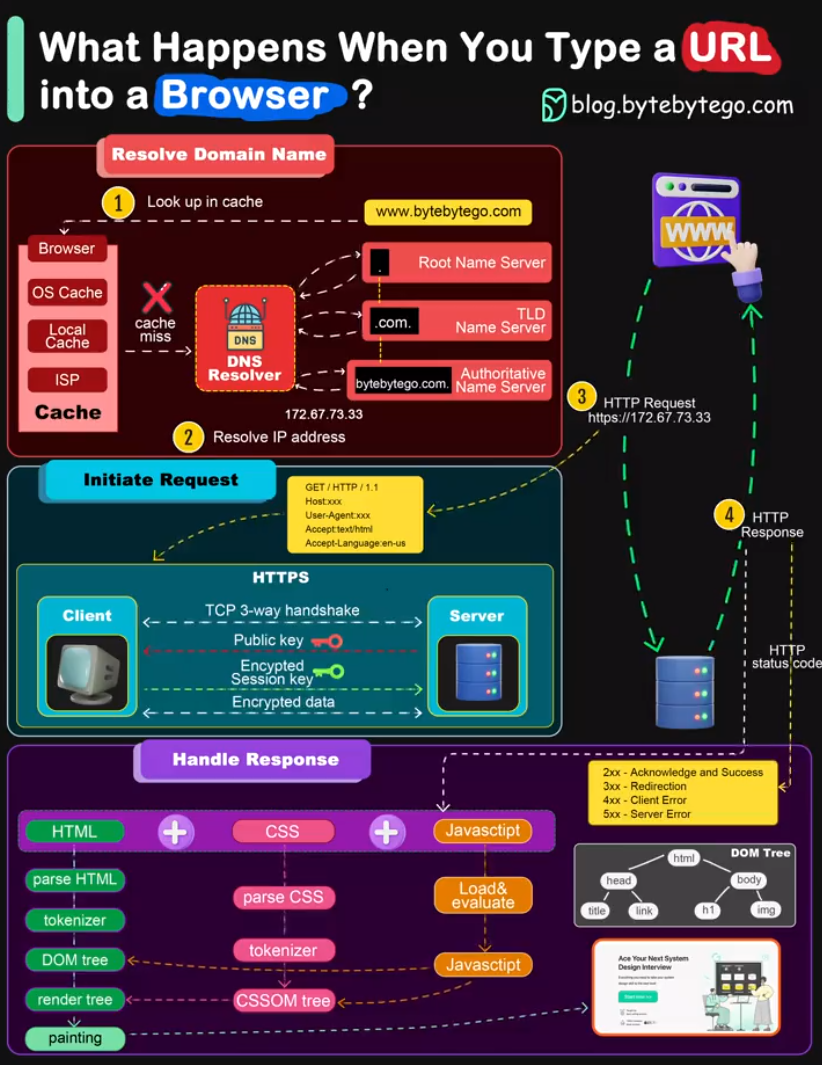 What Happens When You Type a URL
into a Browser ?
blog.bytebytego.com
Resolve Domain Name
1
Look up in cache
www.bytebytego.com
Browser
OS Cache
Local
Cache
ISP
Cache
cache
miss
DNS
DNS
Resolver
.
Root Name Server
.com.
TLD
Name Server
bytebytego.com.
Authoritative
Name Server
172.67.73.33
2
Resolve IP address
WWW
3
HTTP Request
https://172.67.73.33
4
HTTP
Response
HTTP
status code
Initiate Request
GET / HTTP / 1.1
Host:xxx
User-Agent:xxx
Accept:text/html
Accept-Language:en-us
HTTPS
Client
Server
TCP 3-way handshake
Public key
Encrypted
Session key
Encrypted data
Handle Response
2xx - Acknowledge and Success
3xx - Redirection
4xx - Client Error
5xx - Server Error
HTML
+
CSS
+
Javasctipt
parse HTML
tokenizer
DOM tree
render tree
painting
parse CSS
tokenizer
CSSOM tree
Load&
evaluate
Javasctipt
DOM Tree
html
head
body
title
link
h1
img
Ace Your Next System
Design Interview